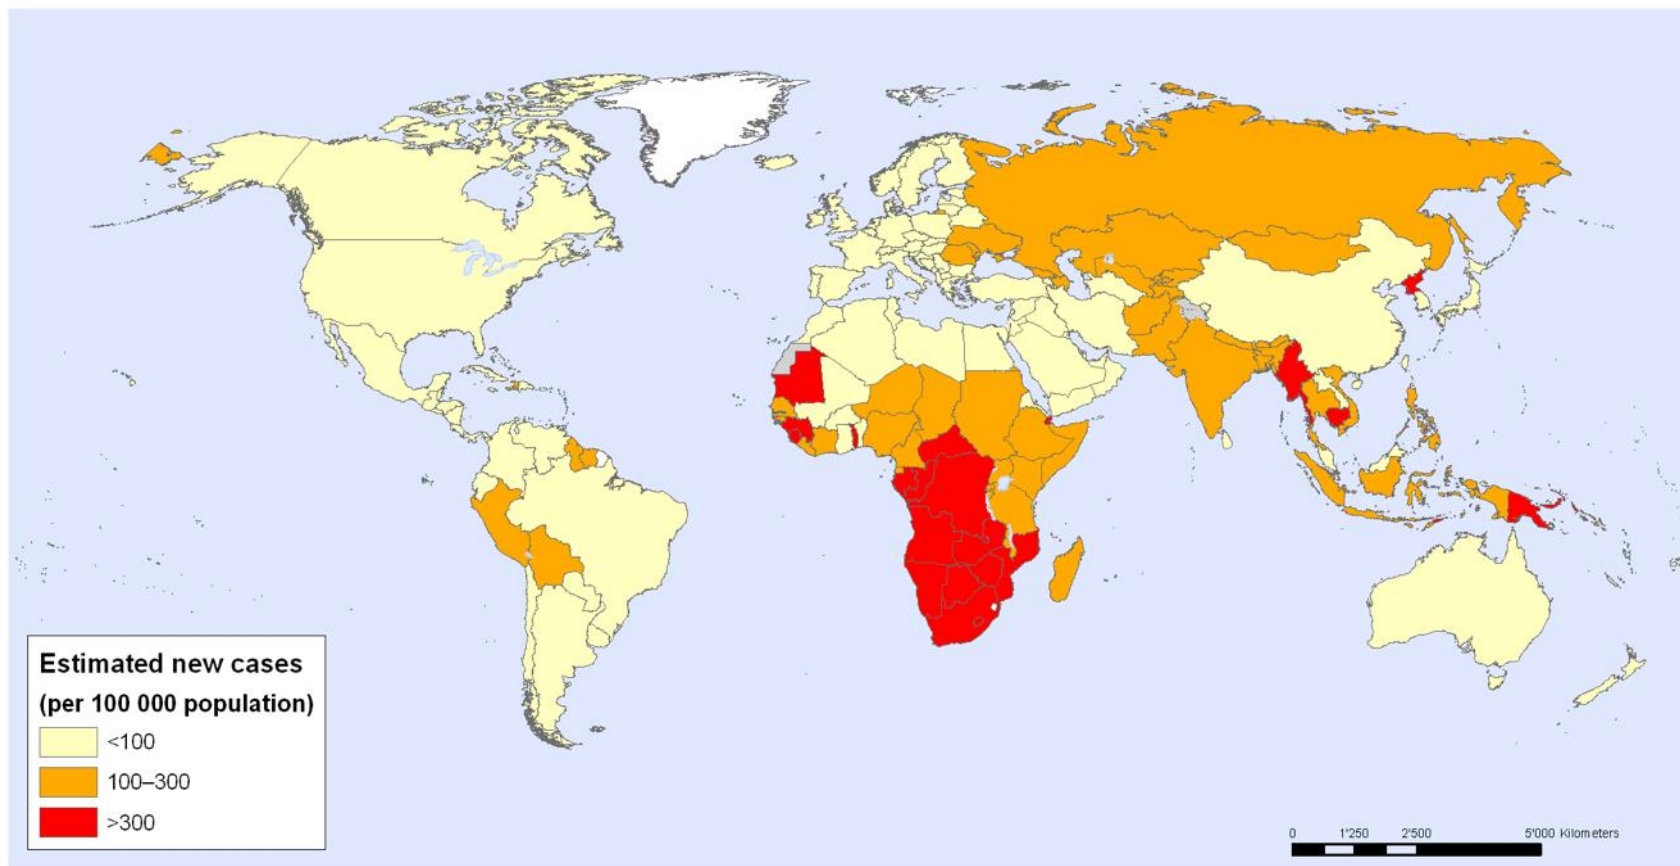 Estimated new cases
(per 100 000 population)
<100
100–300
>300
0 1'250 2'500 5'000 Kilometers